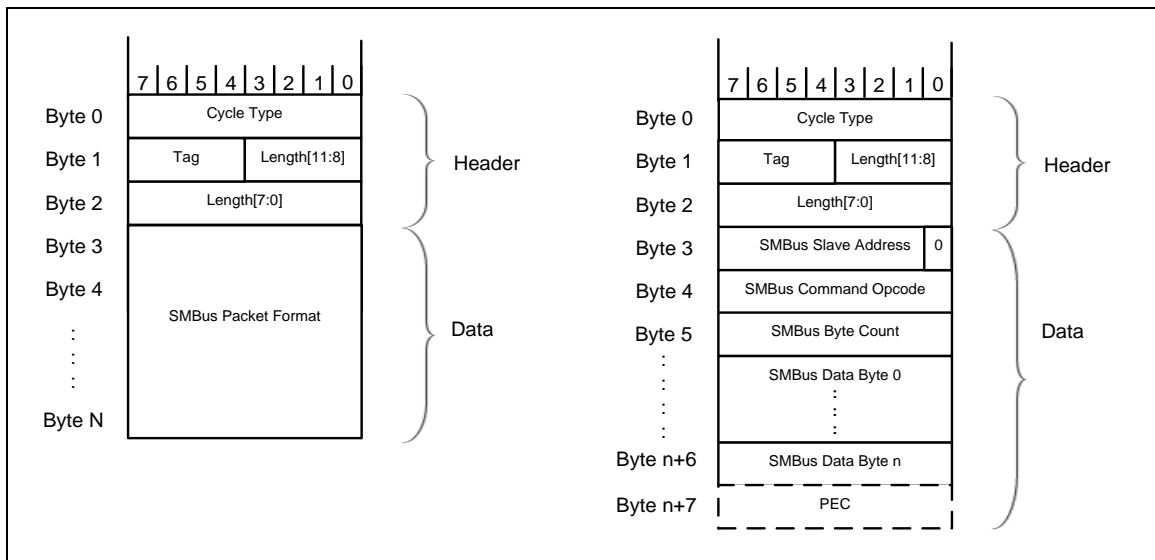 7 6 5 4 3 2 1 0
Byte 0 Cycle Type
Byte 1 Tag Length[11:8]
Header
Byte 2 Length[7:0]
Byte 3
Byte 4
SMBus Packet Format
Data
Byte N
7 6 5 4 3 2 1 0
Byte 0 Cycle Type
Byte 1 Tag Length[11:8]
Header
Byte 2 Length[7:0]
Byte 3 SMBus Slave Address 0
Byte 4 SMBus Command Opcode
Byte 5 SMBus Byte Count
Data
SMBus Data Byte 0
Byte n+6 SMBus Data Byte n
Byte n+7 PEC